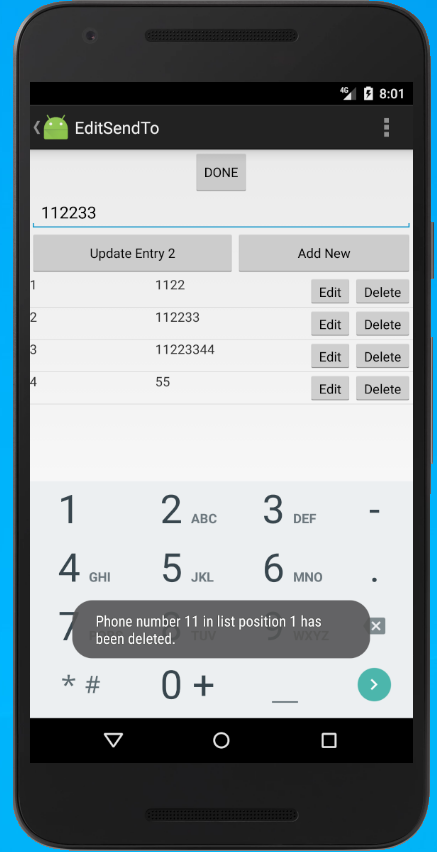 4G 8:01
EditSendTo
DONE
112233
Update Entry 2 Add New
1 1122 Edit Delete
2 112233 Edit Delete
3 11223344 Edit Delete
4 55 Edit Delete
1 2 ABC 3 DEF -
4 GHI 5 JKL 6 MNO .
7 8 TUV 9 WXYZ
Phone number 11 in list position 1 has
been deleted.
* # 0 + _